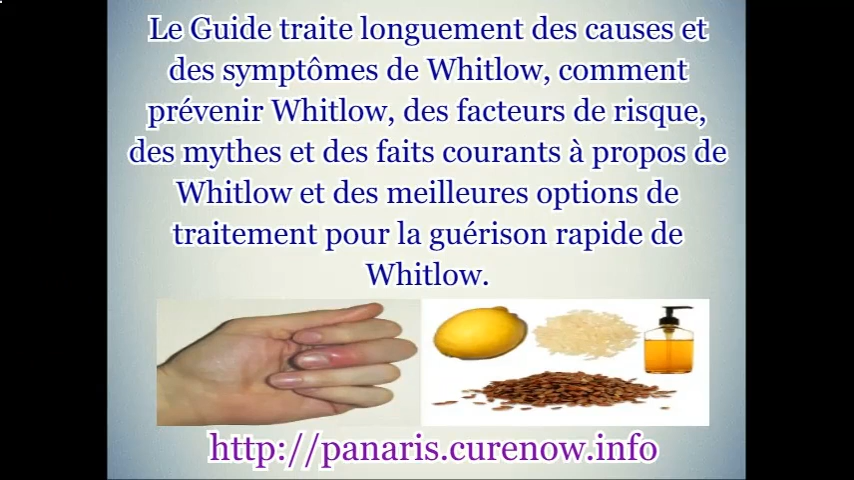 Le Guide traite longuement des causes et
des symptômes de Whitlow, comment
prévenir Whitlow, des facteurs de risque,
des mythes et des faits courants à propos de
Whitlow et des meilleures options de
traitement pour la guérison rapide de
Whitlow.
http://panaris.curenow.info